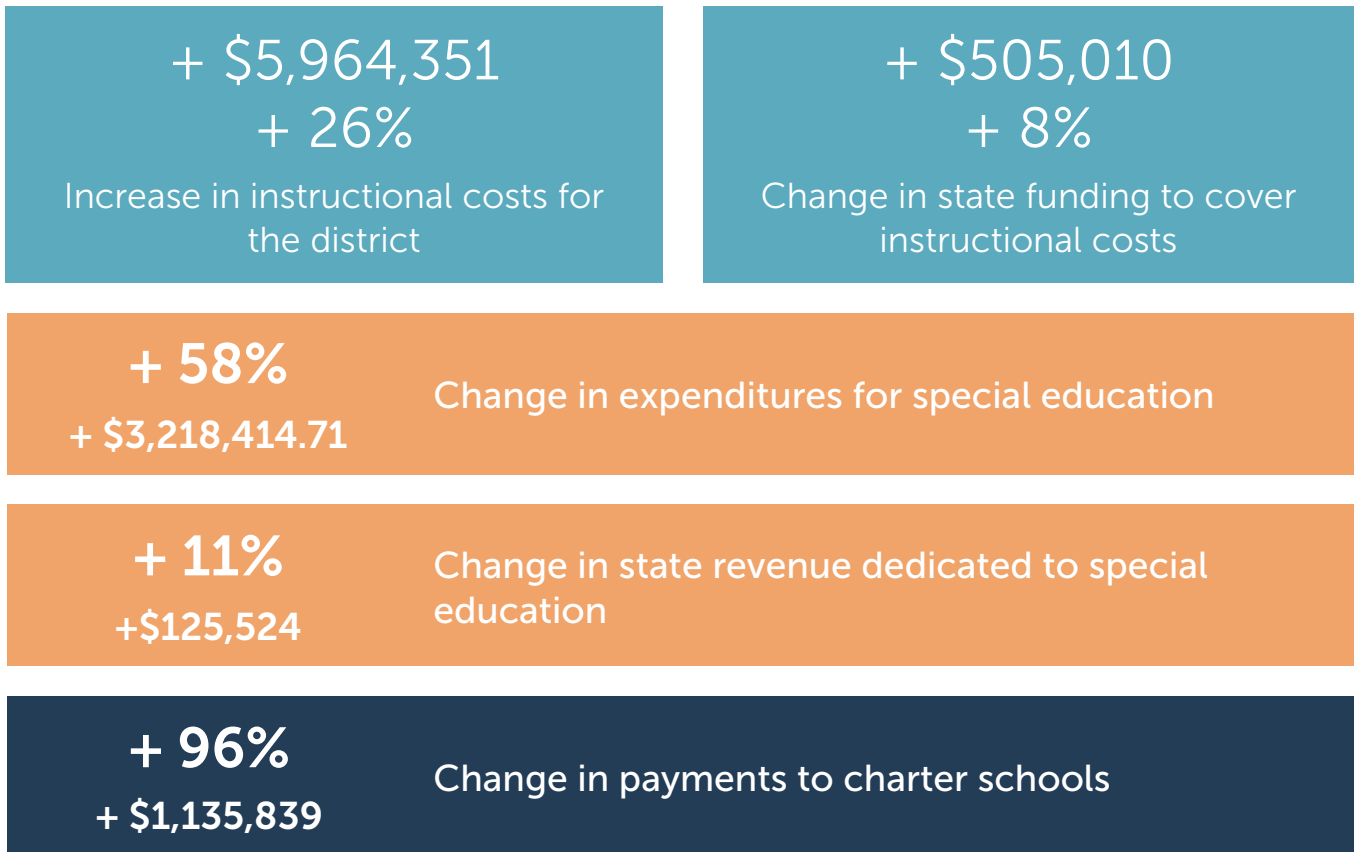 + $5,964,351
+ 26%
Increase in instructional costs for
the district
+ $505,010
+ 8%
Change in state funding to cover
instructional costs
+ 58%
+ $3,218,414.71
Change in expenditures for special education
+ 11%
+$125,524
Change in state revenue dedicated to special
education
+ 96%
+ $1,135,839
Change in payments to charter schools